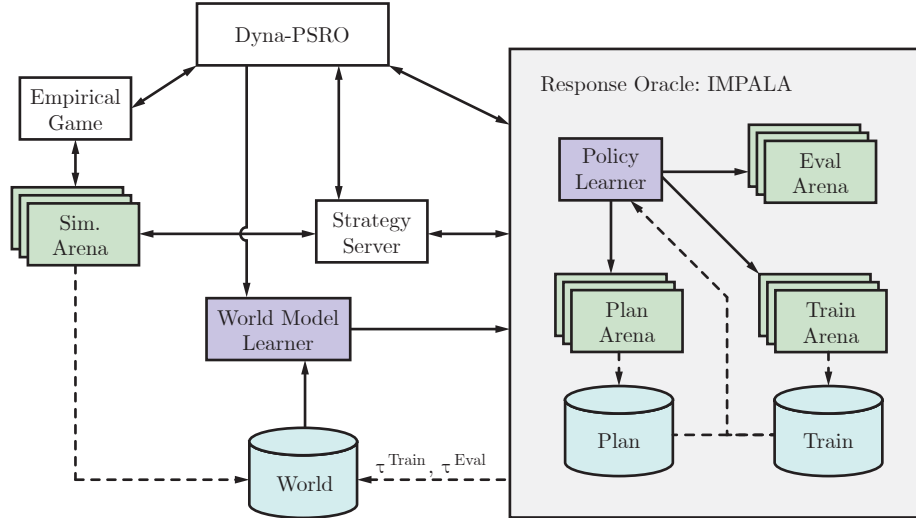 Dyna-PSRO
Response Oracle: IMPALA
Empirical
Game
Policy
Learner
Eval
Arena
Sim.
Arena
Strategy
Server
World Model
Learner
Plan
Arena
Train
Arena
Plan
Train
τ^Train, τ^Eval
World